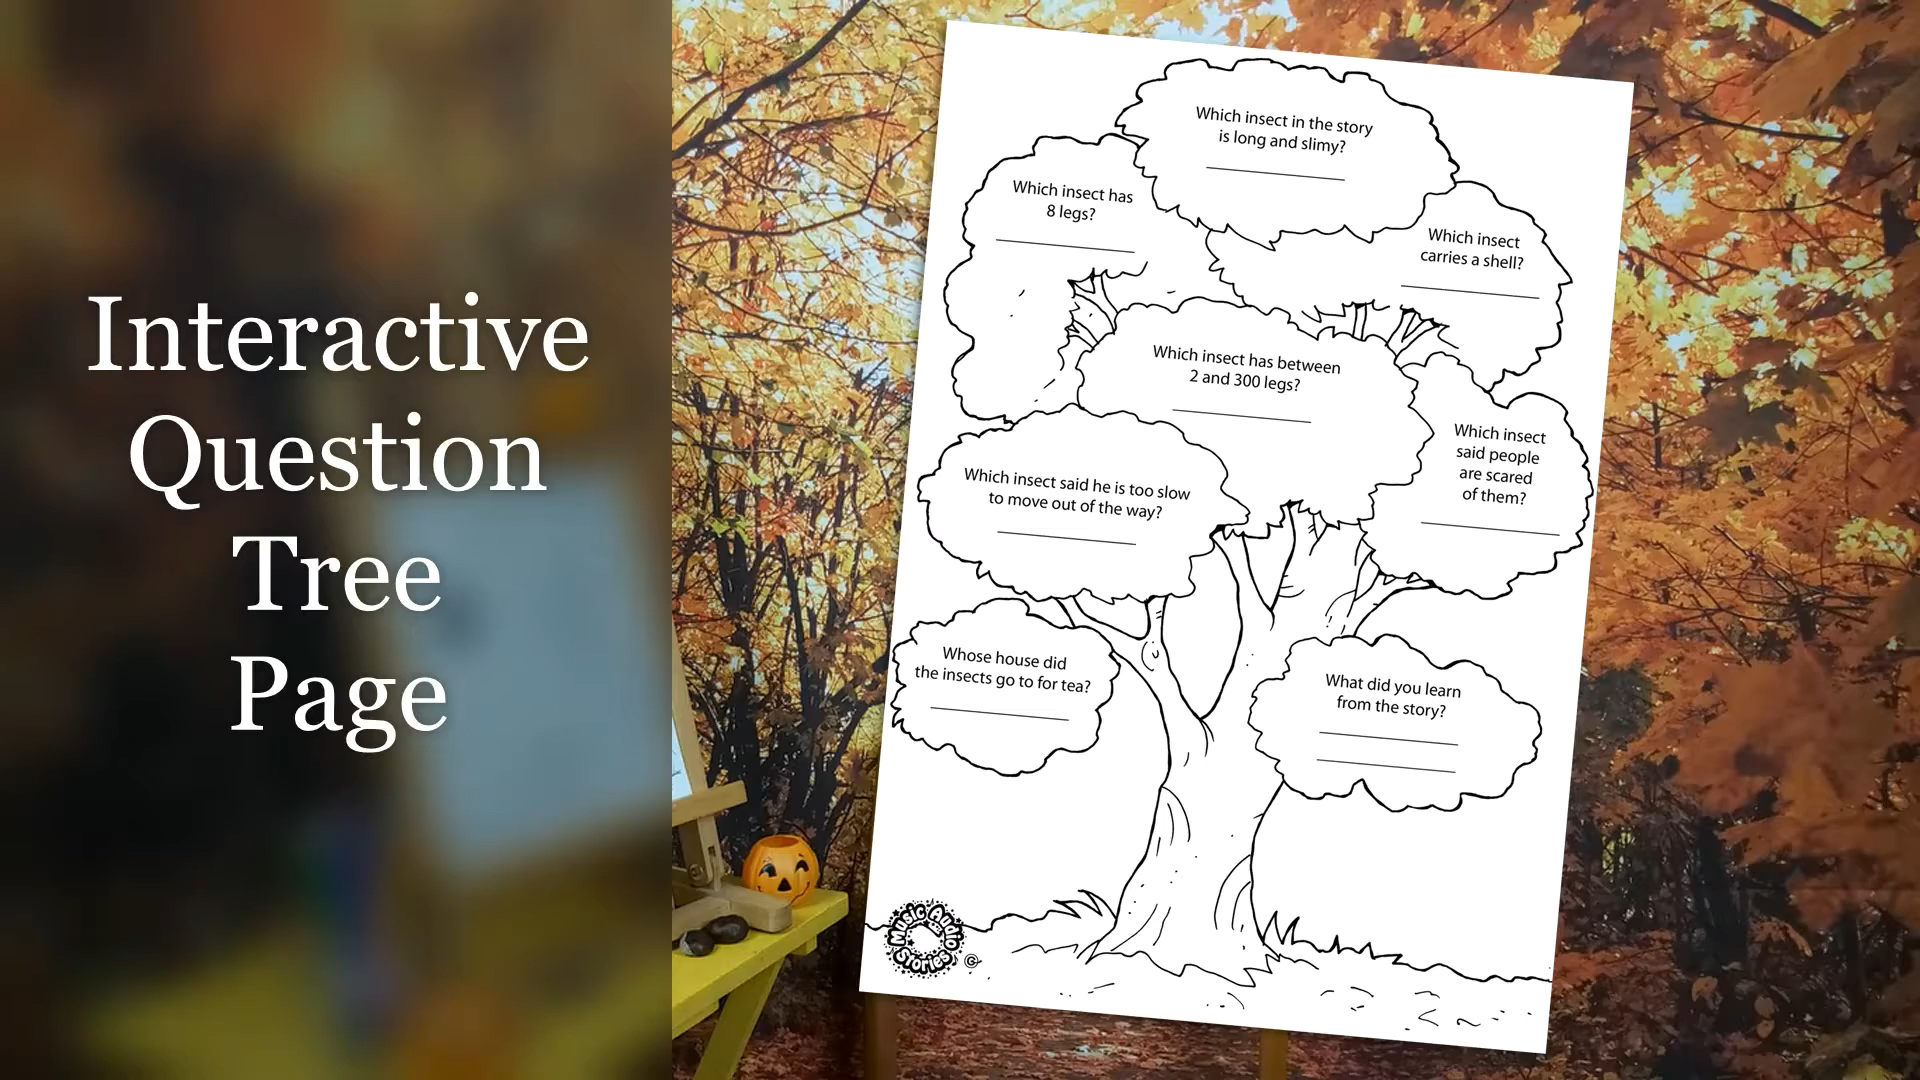 Interactive
Question
Tree
Page
Which insect in the story
is long and slimy?
Which insect has
8 legs?
Which insect
carries a shell?
Which insect has between
2 and 300 legs?
Which insect
said people
are scared
of them?
Which insect said he is too slow
to move out of the way?
Whose house did
the insects go to for tea?
What did you learn
from the story?
Music Audio
Stories